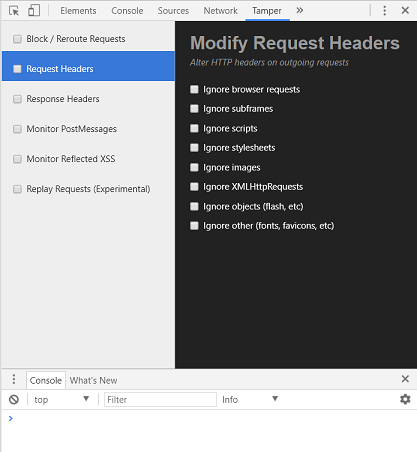 Elements Console Sources Network Tamper »
Block / Reroute Requests
Request Headers
Response Headers
Monitor PostMessages
Monitor Reflected XSS
Replay Requests (Experimental)
Modify Request Headers
Alter HTTP headers on outgoing requests
Ignore browser requests
Ignore subframes
Ignore scripts
Ignore stylesheets
Ignore images
Ignore XMLHttpRequests
Ignore objects (flash, etc)
Ignore other (fonts, favicons, etc)
Console What's New
top Filter Info